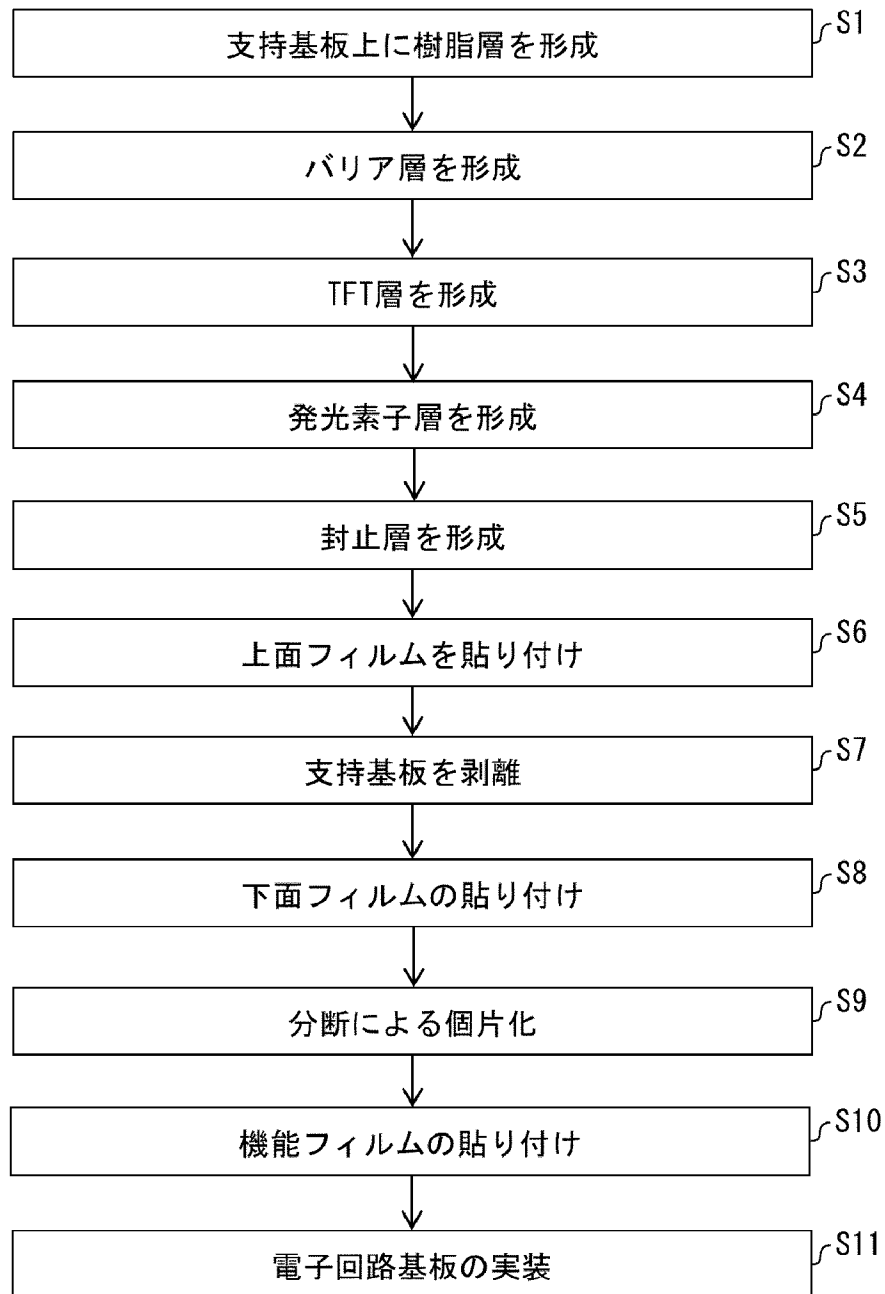 支持基板上に樹脂層を形成 S1
バリア層を形成 S2
TFT層を形成 S3
発光素子層を形成 S4
封止層を形成 S5
上面フィルムを貼り付け S6
支持基板を剥離 S7
下面フィルムの貼り付け S8
分断による個片化 S9
機能フィルムの貼り付け S10
電子回路基板の実装 S11